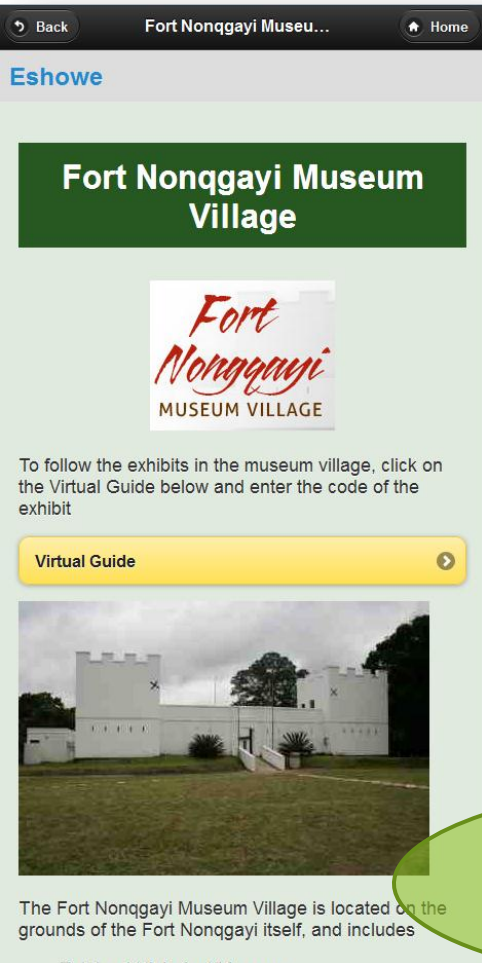 Back
Fort Nonqgayi Museu...
Home
Eshowe
Fort Nonqgayi Museum
Village
Fort
Nongqayi
MUSEUM VILLAGE
To follow the exhibits in the museum village, click on
the Virtual Guide below and enter the code of the
exhibit
Virtual Guide
The Fort Nonqgayi Museum Village is located on the
grounds of the Fort Nonqgayi itself, and includes